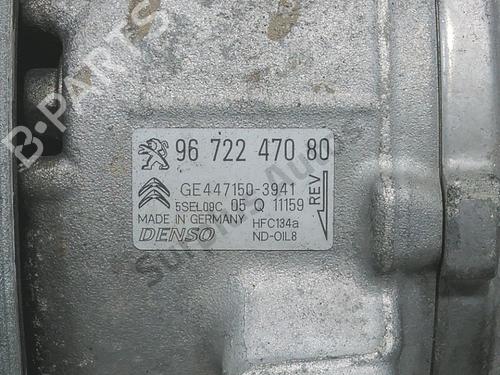 B-PARTS
96 722 470 80
GE447150-3941
5SEL09C 05 Q 11159
MADE IN GERMANY HFC134a
DENSO ND-OIL8
REV